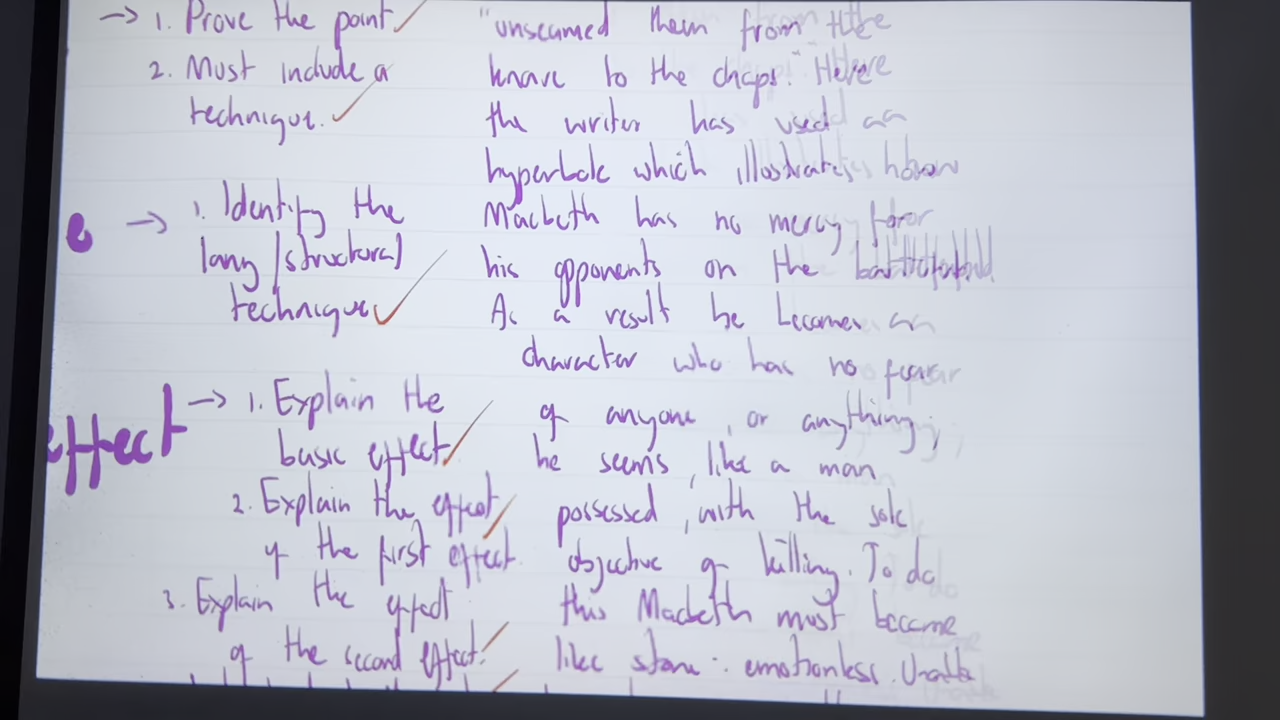 → 1. Prove the point ✓
2. Must include a
technique. ✓
e → 1. Identify the
lang/structural
technique ✓
effect → 1. Explain the
basic effect ✓
2. Explain the effect
of the first effect.
3. Explain the effect
of the second effect. ✓
"unseamed them from the
knave to the chaps." Here
the writer has used a
hyperbole which illustrates how
Macbeth has no mercy for
his opponents on the battlefield
As a result he becomes a
character who has no fear
of anyone, or anything;
he seems, like a man
possessed, with the sole
objective of killing. To do
this Macbeth must become
like stone: emotionless.